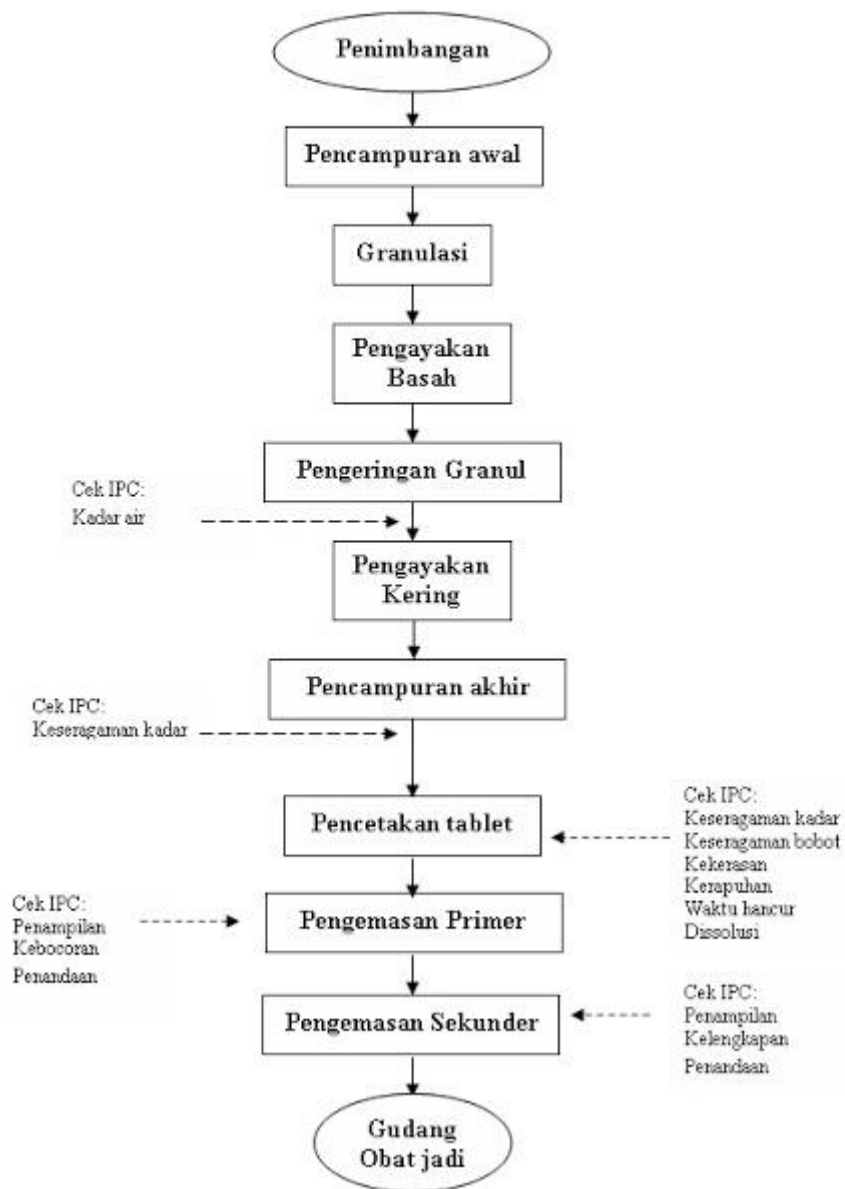 Penimbangan
Pencampuran awal
Granulasi
Pengayakan
Basah
Pengeringan Granul
Cek IPC:
Kadar air
Pengayakan
Kering
Pencampuran akhir
Cek IPC:
Keseragaman kadar
Pencetakan tablet
Cek IPC:
Keseragaman kadar
Keseragaman bobot
Kekerasan
Kerapuhan
Waktu hancur
Dissolusi
Cek IPC:
Penampilan
Kebocoran
Penandaan
Pengemasan Primer
Pengemasan Sekunder
Cek IPC:
Penampilan
Kelengkapan
Penandaan
Gudang
Obat jadi